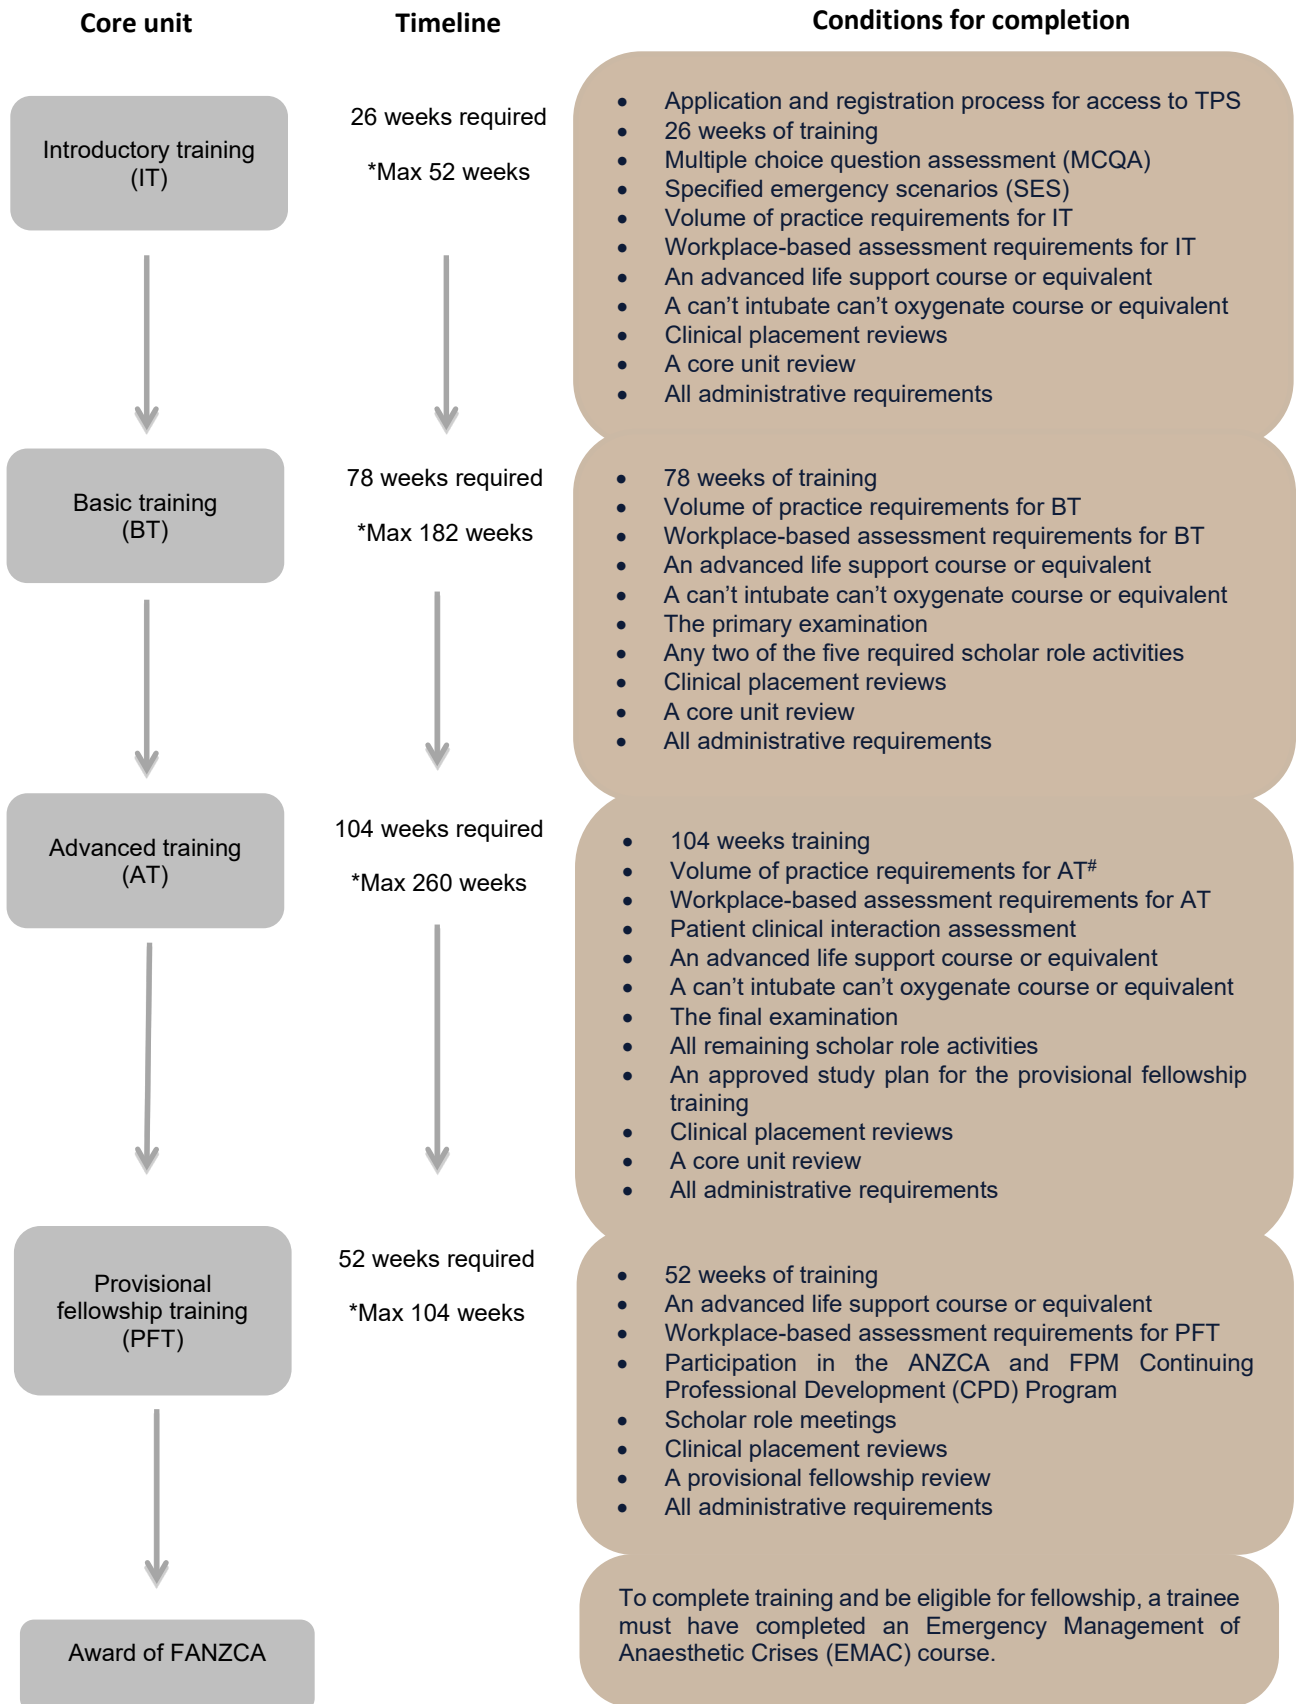 Core unit
Timeline
Conditions for completion
Introductory training
(IT)
26 weeks required
*Max 52 weeks
• Application and registration process for access to TPS
• 26 weeks of training
• Multiple choice question assessment (MCQA)
• Specified emergency scenarios (SES)
• Volume of practice requirements for IT
• Workplace-based assessment requirements for IT
• An advanced life support course or equivalent
• A can’t intubate can’t oxygenate course or equivalent
• Clinical placement reviews
• A core unit review
• All administrative requirements
Basic training
(BT)
78 weeks required
*Max 182 weeks
• 78 weeks of training
• Volume of practice requirements for BT
• Workplace-based assessment requirements for BT
• An advanced life support course or equivalent
• A can’t intubate can’t oxygenate course or equivalent
• The primary examination
• Any two of the five required scholar role activities
• Clinical placement reviews
• A core unit review
• All administrative requirements
Advanced training
(AT)
104 weeks required
*Max 260 weeks
• 104 weeks training
• Volume of practice requirements for AT#
• Workplace-based assessment requirements for AT
• Patient clinical interaction assessment
• An advanced life support course or equivalent
• A can’t intubate can’t oxygenate course or equivalent
• The final examination
• All remaining scholar role activities
• An approved study plan for the provisional fellowship
training
• Clinical placement reviews
• A core unit review
• All administrative requirements
Provisional
fellowship training
(PFT)
52 weeks required
*Max 104 weeks
• 52 weeks of training
• An advanced life support course or equivalent
• Workplace-based assessment requirements for PFT
• Participation in the ANZCA and FPM Continuing
Professional Development (CPD) Program
• Scholar role meetings
• Clinical placement reviews
• A provisional fellowship review
• All administrative requirements
Award of FANZCA
To complete training and be eligible for fellowship, a trainee
must have completed an Emergency Management of
Anaesthetic Crises (EMAC) course.